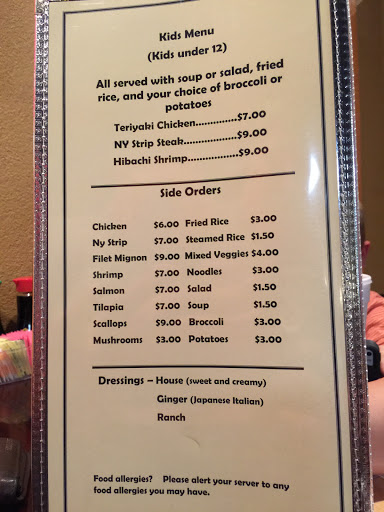 Kids Menu
(Kids under 12)
All served with soup or salad, fried
rice, and your choice of broccoli or
potatoes
Teriyaki Chicken..............$7.00
NY Strip Steak..................$9.00
Hibachi Shrimp.................$9.00
Side Orders
Chicken $6.00 Fried Rice $3.00
Ny Strip $7.00 Steamed Rice $1.50
Filet Mignon $9.00 Mixed Veggies $4.00
Shrimp $7.00 Noodles $3.00
Salmon $7.00 Salad $1.50
Tilapia $7.00 Soup $1.50
Scallops $9.00 Broccoli $3.00
Mushrooms $3.00 Potatoes $3.00
Dressings – House (sweet and creamy)
Ginger (Japanese Italian)
Ranch
Food allergies? Please alert your server to any
food allergies you may have.